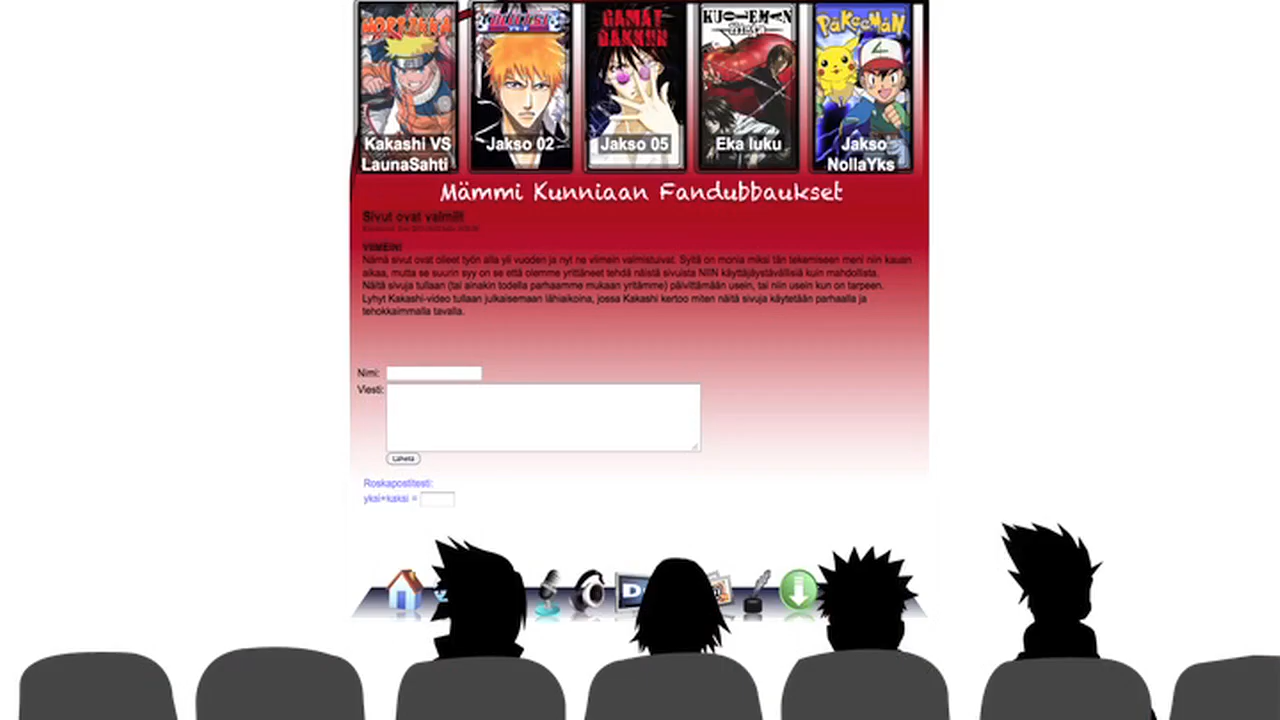 GAMAT
BAKKUN
KUOLEMAN
PAKEEMAN
Kakashi VS
LaunaSahti
Jakso 02
Jakso 05
Eka luku
Jakso
NollaYks
Mämmi Kunniaan Fandubbaukset
Sivut ovat valmiit
VIIMEIN!
Nämä sivut ovat olleet työn alla yli vuoden ja nyt ne viimein valmistuivat. Syitä on monia miksi tän tekemiseen meni niin kauan
aikaa, mutta se suurin syy on se että olemme yrittäneet tehdä näistä sivuista NIIN käyttäjäystävällisiä kuin mahdollista.
Näitä sivuja tullaan (tai ainakin todella parhaamme mukaan yritämme) päivittämään usein, tai niin usein kun on tarpeen.
Lyhyt Kakashi-video tullaan julkaisemaan lähiaikoina, jossa Kakashi kertoo miten näitä sivuja käytetään parhaalla ja
tehokkaimmalla tavalla.
Nimi:
Viesti:
Lähetä
Roskapostitesti:
yksi+kaksi =